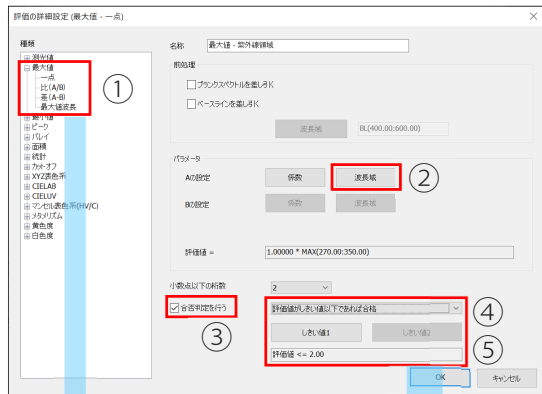 評価の詳細設定 (最大値 - 一点)
種類
測光値
最大値
一点
比(A/B)
差(A-B)
最大値波長
最小値
ピーク
バレイ
面積
統計
カットオフ
XYZ表色系
CIELAB
CIELUV
マンセル表色系(HV/C)
メタメリズム
黄色度
白色度
①
名称
最大値 - 紫外線領域
前処理
ブランクスペクトルを差し引く
ベースラインを差し引く
波長域
BL(400.00:600.00)
パラメータ
Aの設定
係数
波長域
②
Bの設定
係数
波長域
評価値 =
1.00000 * MAX(270.00:350.00)
小数点以下の桁数
2
合否判定を行う
③
評価値がしきい値以下であれば合格
④
しきい値1
しきい値2
評価値 <= 2.00
⑤
OK
キャンセル